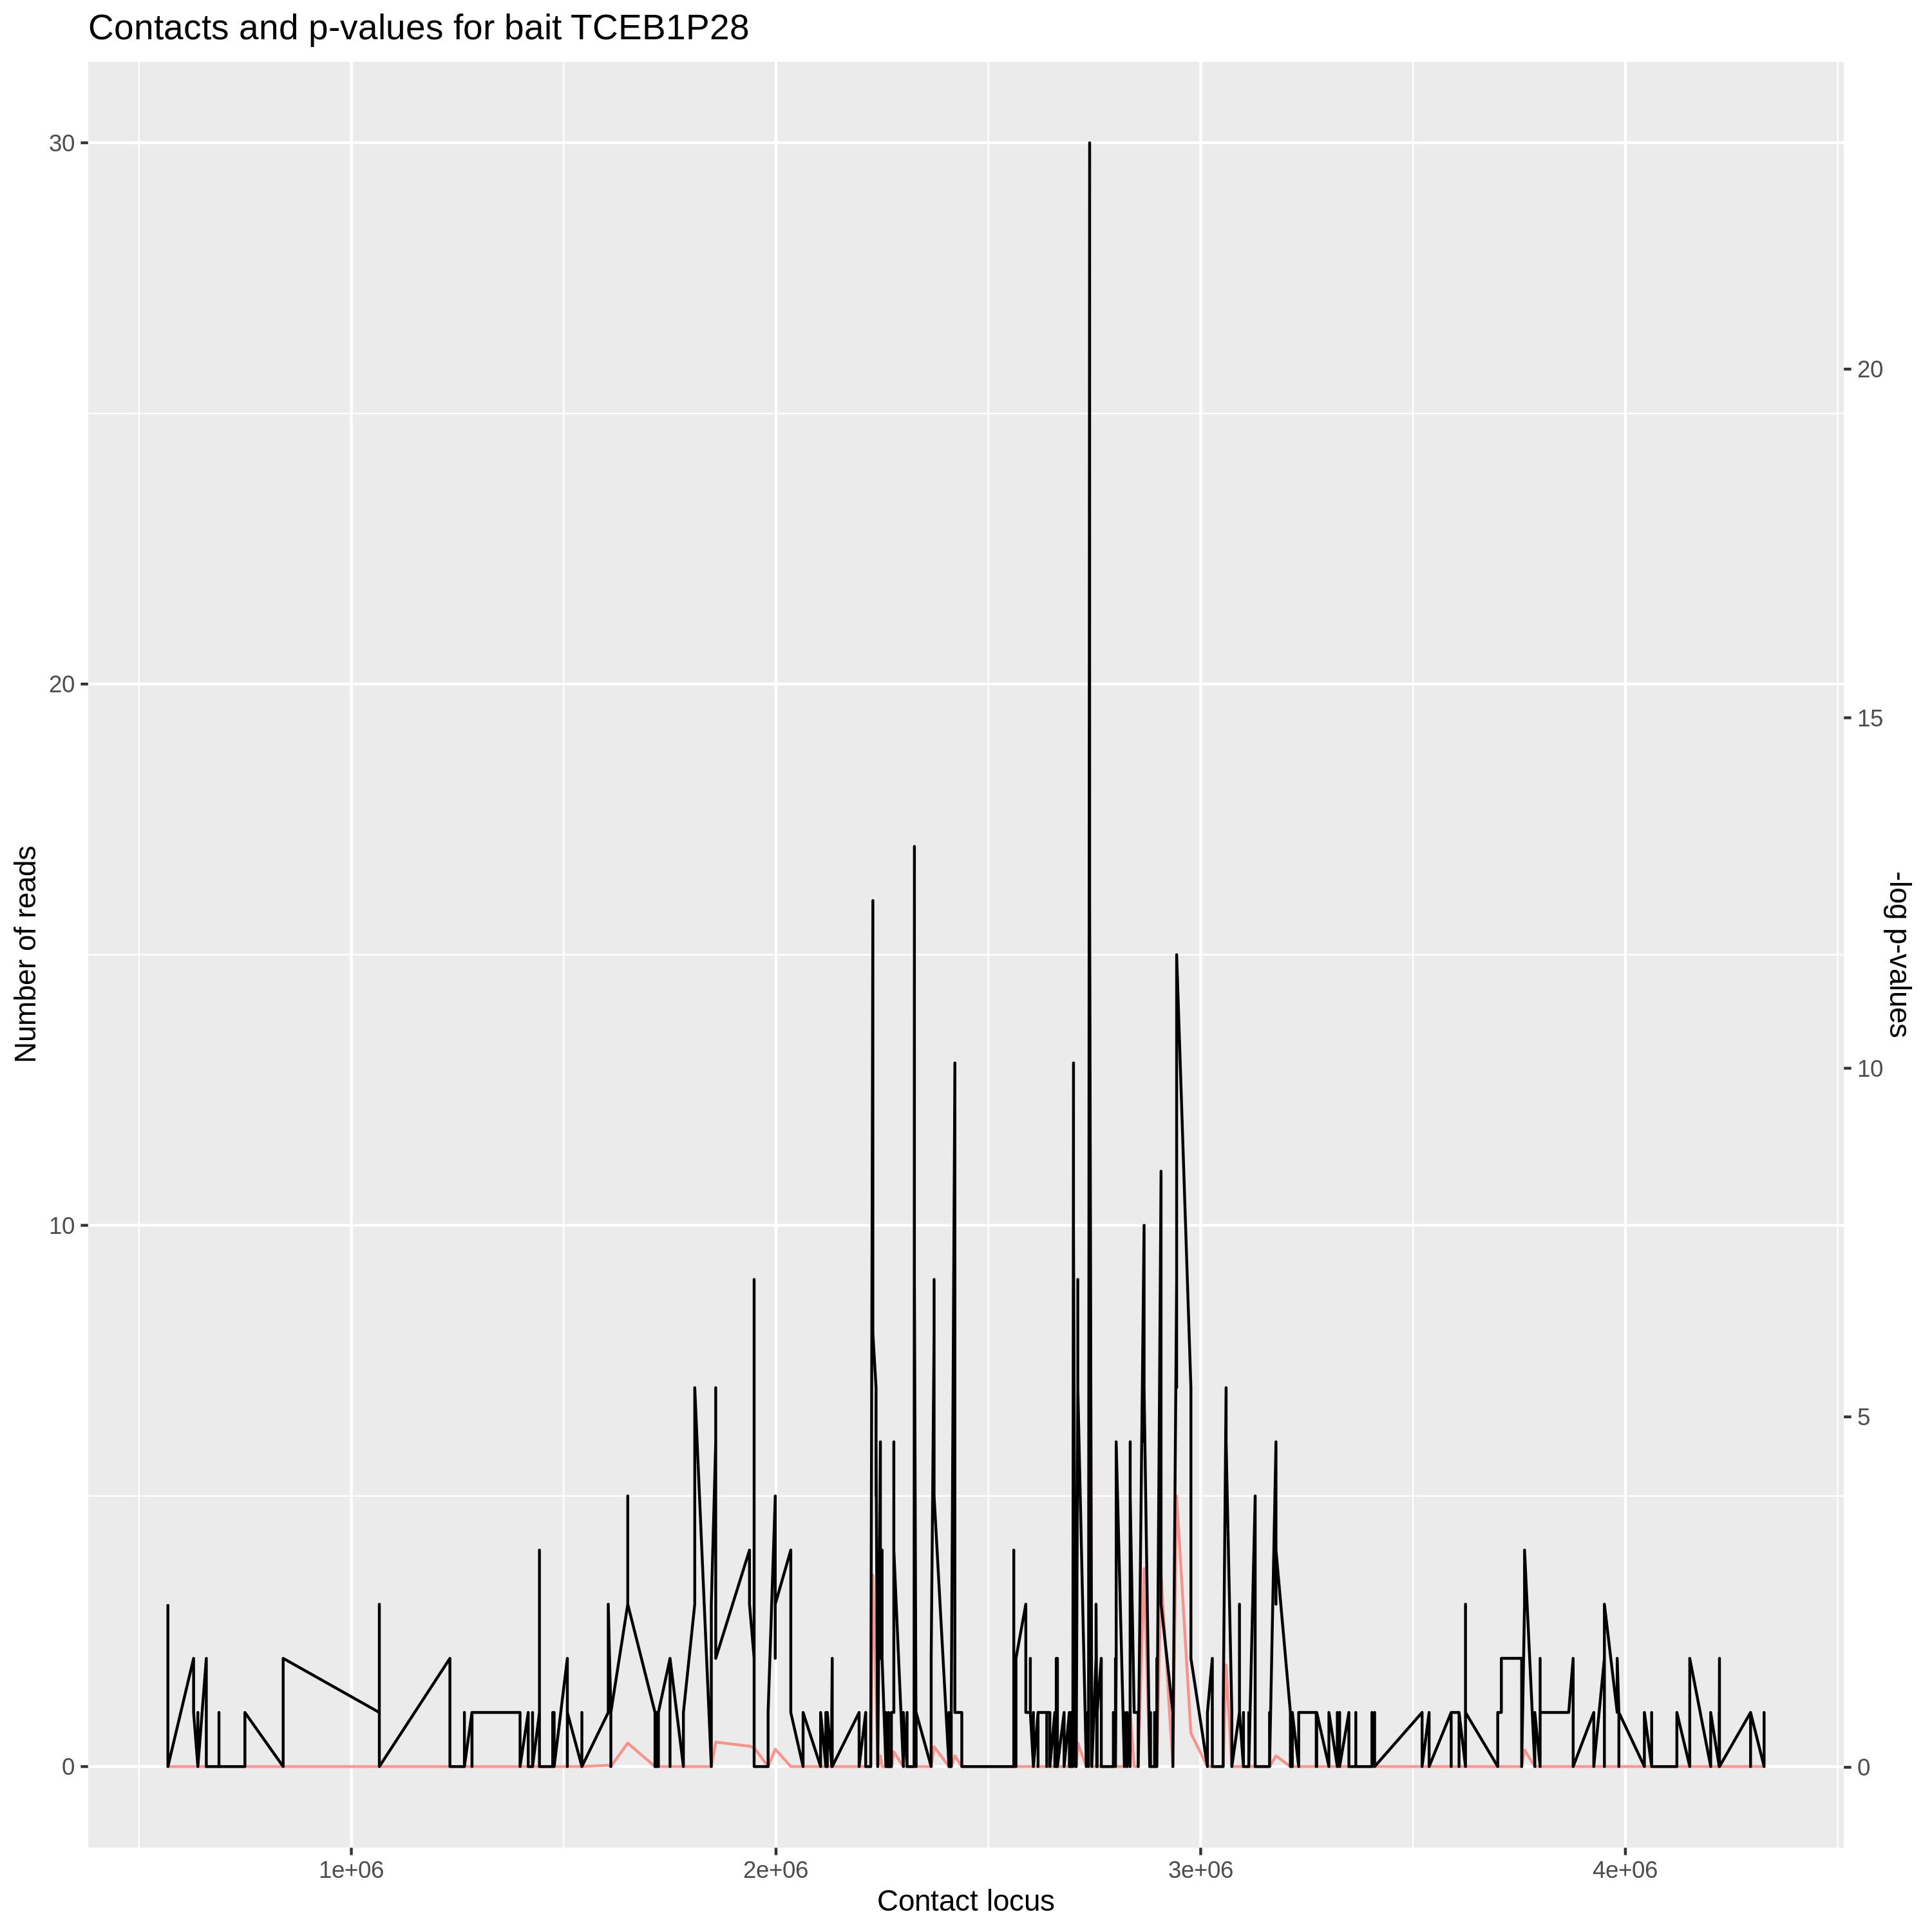 Contacts and p-values for bait TCEB1P28
30
20
10
0
Number of reads
20
15
10
5
0
-log p-values
1e+06
2e+06
3e+06
4e+06
Contact locus